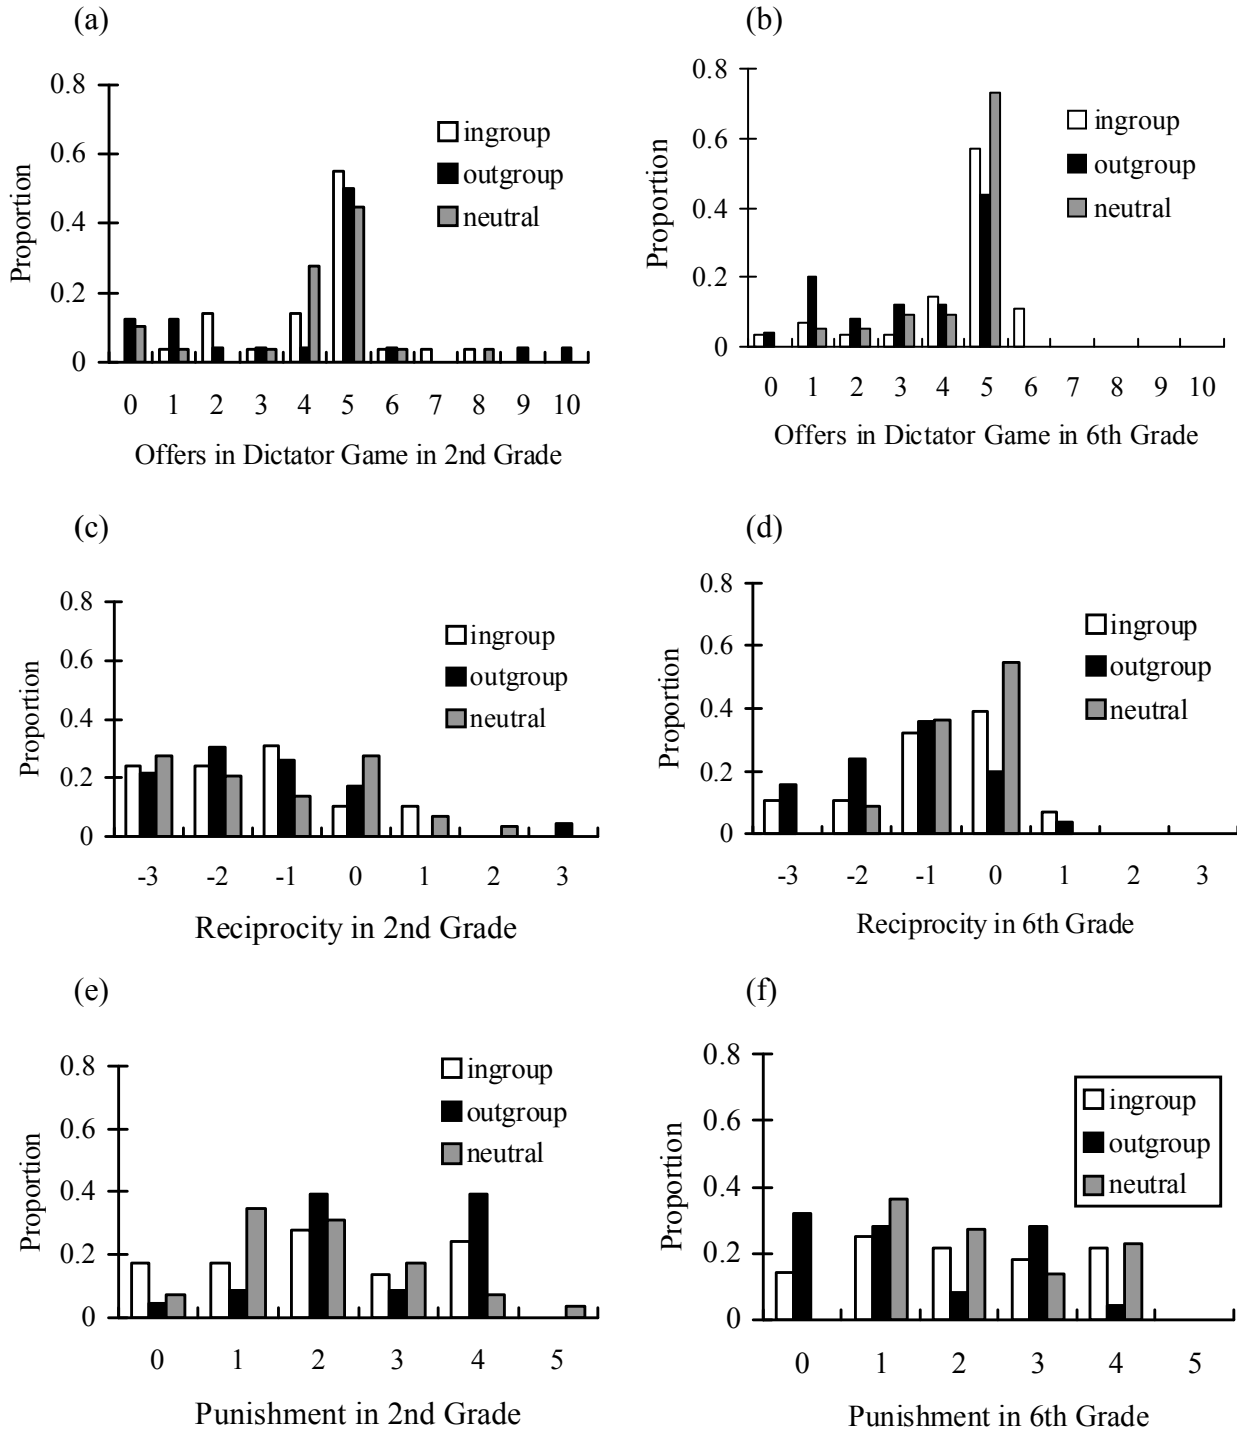 (a)
0.8
0.6
0.4
0.2
0
Proportion
ingroup
outgroup
neutral
0 1 2 3 4 5 6 7 8 9 10
Offers in Dictator Game in 2nd Grade
(b)
0.8
0.6
0.4
0.2
0
Proportion
ingroup
outgroup
neutral
0 1 2 3 4 5 6 7 8 9 10
Offers in Dictator Game in 6th Grade
(c)
0.8
0.6
0.4
0.2
0
Proportion
ingroup
outgroup
neutral
-3 -2 -1 0 1 2 3
Reciprocity in 2nd Grade
(d)
0.8
0.6
0.4
0.2
0
Proportion
ingroup
outgroup
neutral
-3 -2 -1 0 1 2 3
Reciprocity in 6th Grade
(e)
0.8
0.6
0.4
0.2
0
Proportion
ingroup
outgroup
neutral
0 1 2 3 4 5
Punishment in 2nd Grade
(f)
0.8
0.6
0.4
0.2
0
Proportion
ingroup
outgroup
neutral
0 1 2 3 4 5
Punishment in 6th Grade